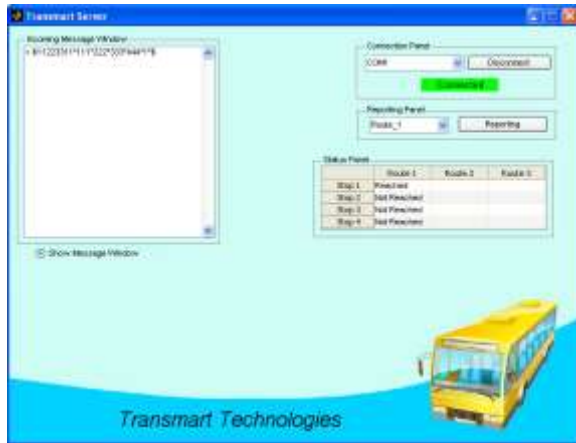 Transmart Server
Incoming Message Window
Connection Panel
Disconnect
Connected
Reporting Panel
Route_1
Reporting
Status Panel
Route 1 Route 2 Route 3
Stop 1 Reached
Stop 2 Not Reached
Stop 3 Not Reached
Stop 4 Not Reached
Show Message Window
Transmart Technologies